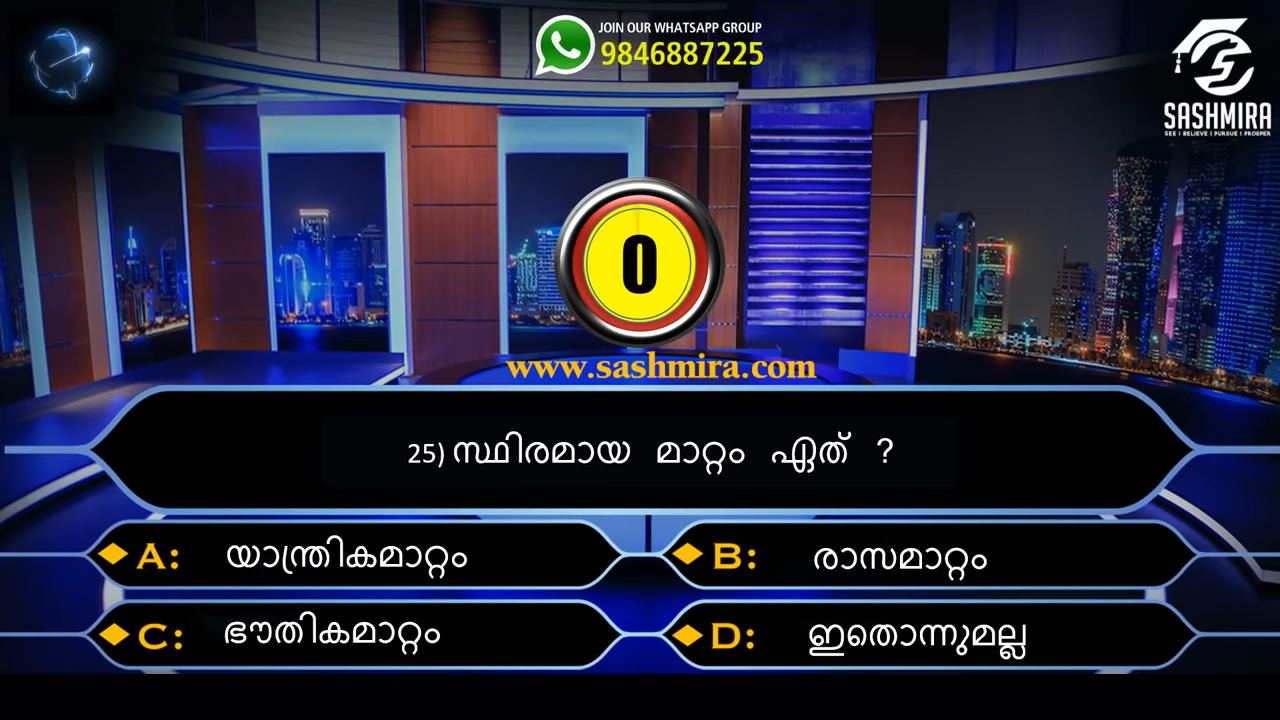 JOIN OUR WHATSAPP GROUP
9846887225
SASHMIRA
SEE I BELIEVE I PURSUE I PROSPER
0
www.sashmira.com
25) സ്ഥിരമായ മാറ്റം ഏത് ?
A: യാന്ത്രികമാറ്റം
B: രാസമാറ്റം
C: ഭൗതികമാറ്റം
D: ഇതൊന്നുമല്ല